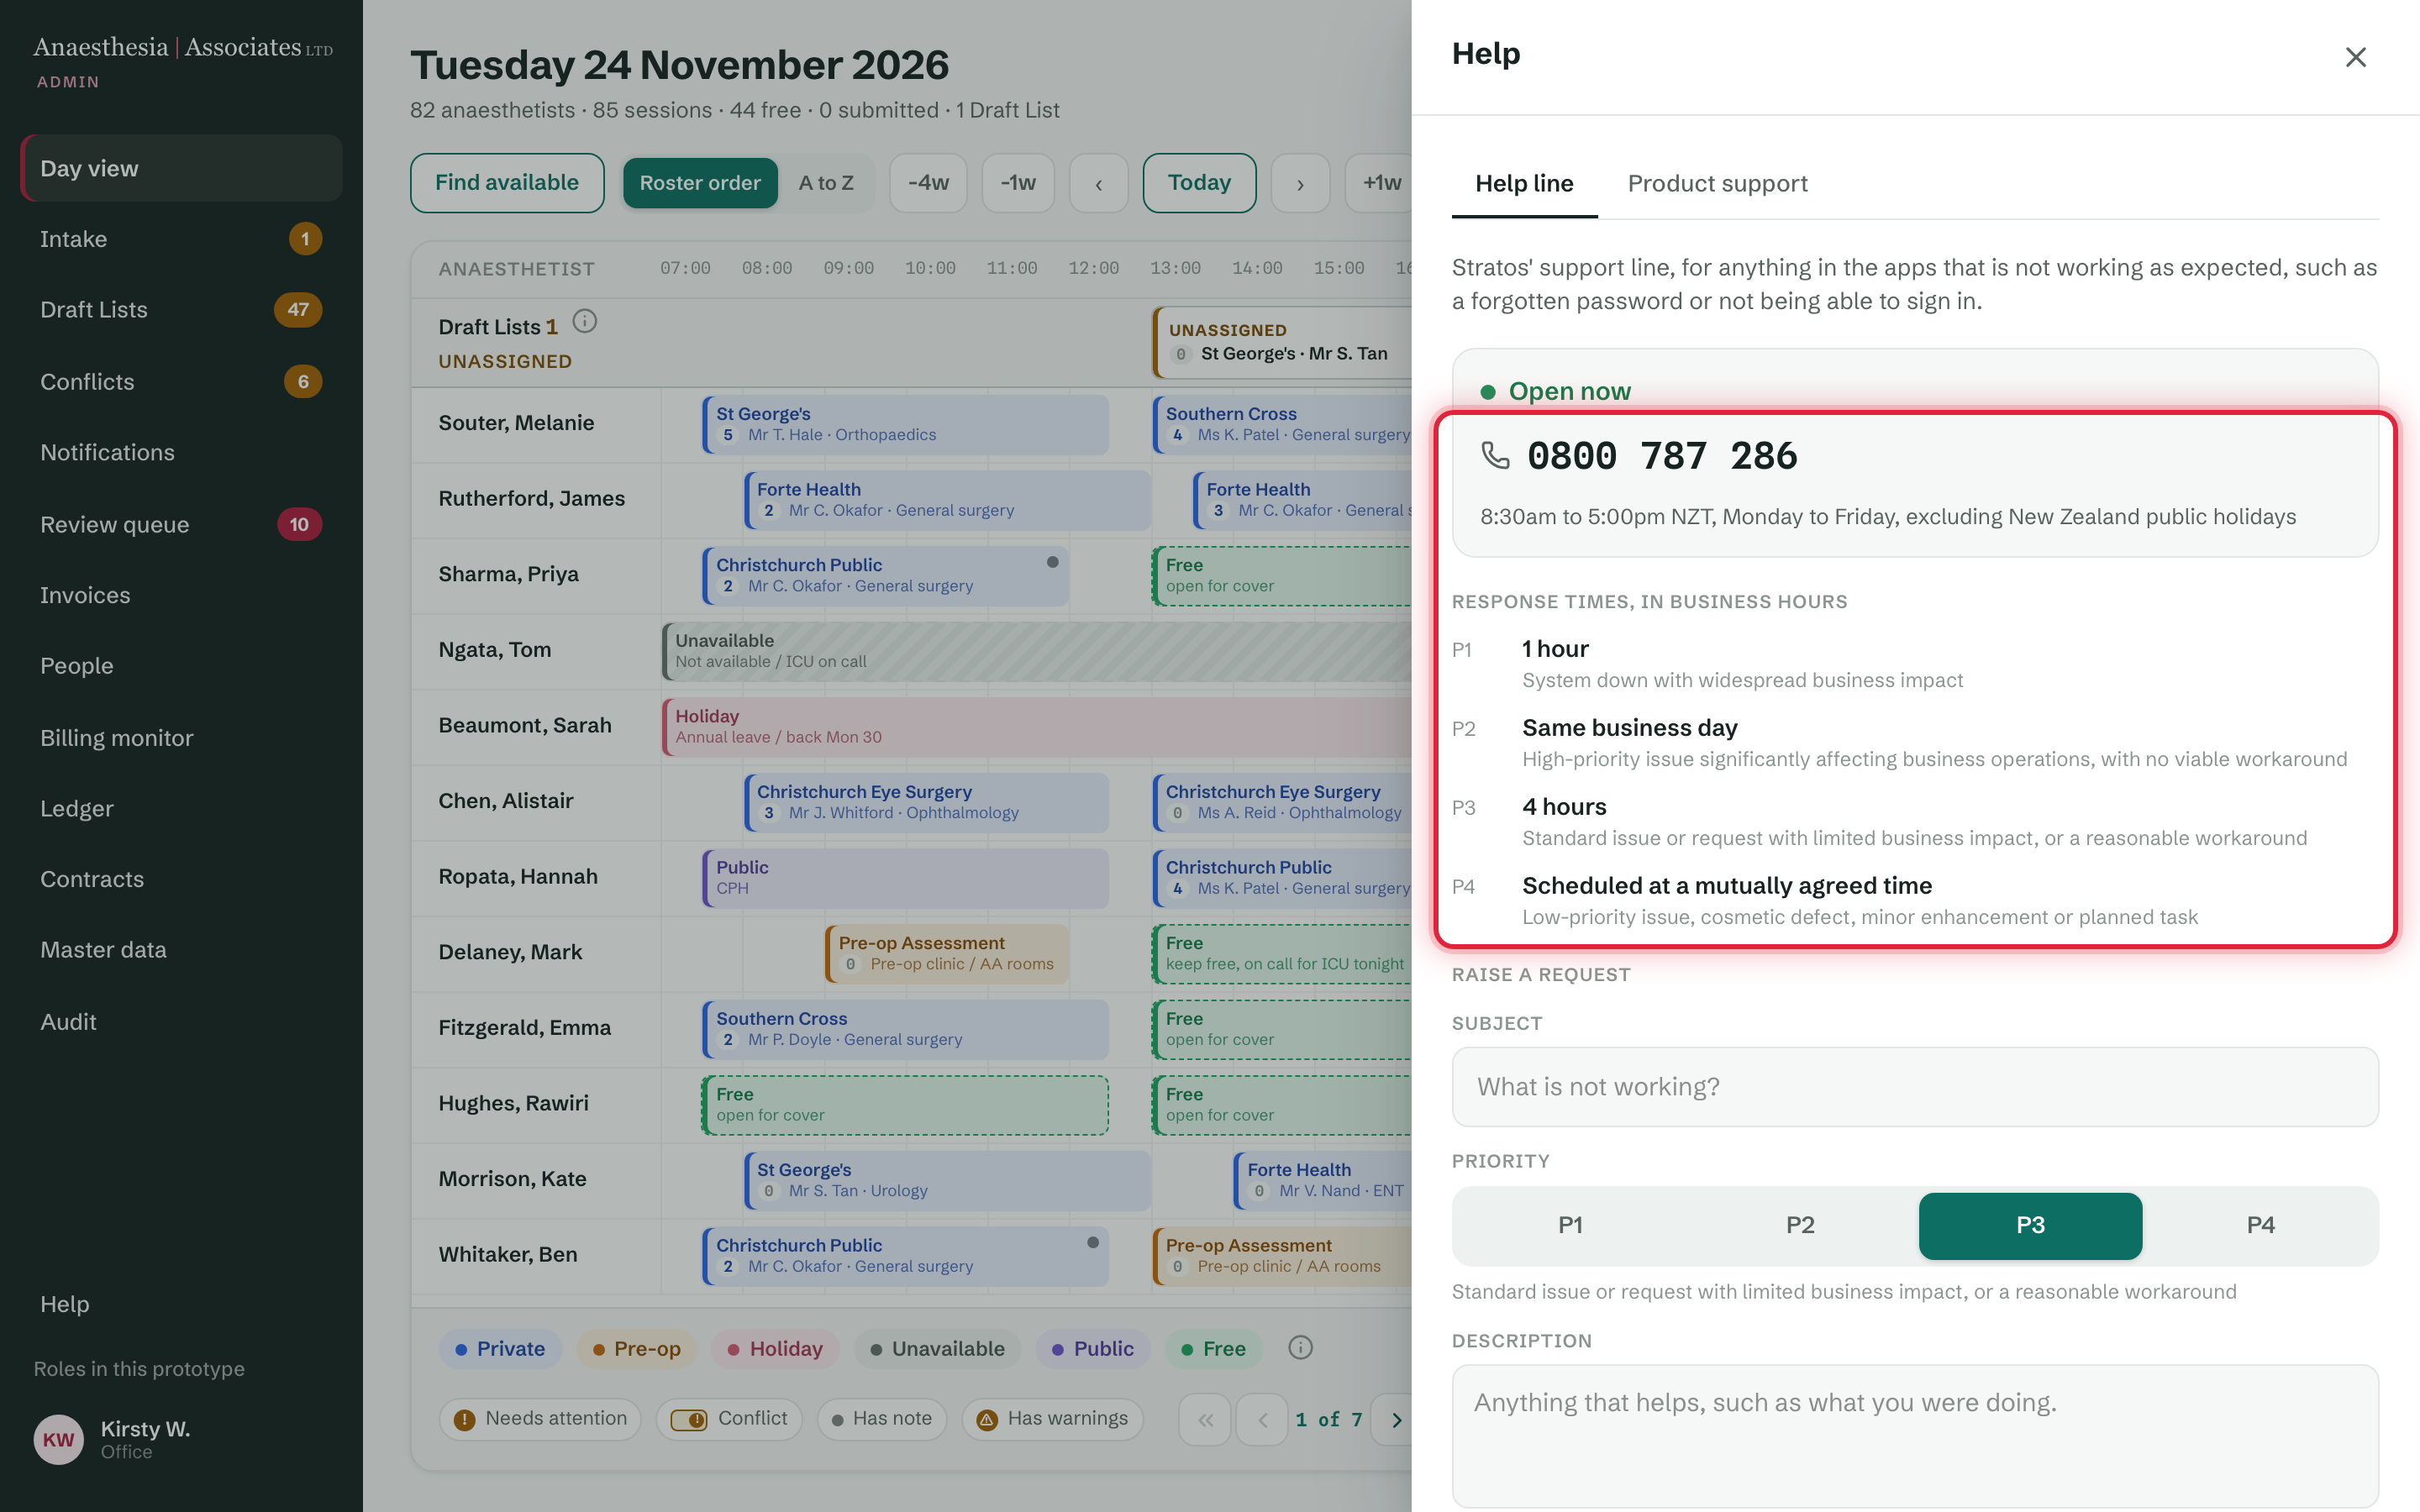 Anaesthesia | Associates LTD
ADMIN
Day view
Intake 1
Draft Lists 47
Conflicts 6
Notifications
Review queue 10
Invoices
People
Billing monitor
Ledger
Contracts
Master data
Audit
Help
Roles in this prototype
KW Kirsty W.
Office
Tuesday 24 November 2026
82 anaesthetists · 85 sessions · 44 free · 0 submitted · 1 Draft List
Find available Roster order A to Z -4w -1w ‹ Today › +1w
ANAESTHETIST 07:00 08:00 09:00 10:00 11:00 12:00 13:00 14:00 15:00 16
Draft Lists 1
UNASSIGNED
UNASSIGNED
0 St George's · Mr S. Tan
Souter, Melanie
St George's
5 Mr T. Hale · Orthopaedics
Southern Cross
4 Ms K. Patel · General surgery
Rutherford, James
Forte Health
2 Mr C. Okafor · General surgery
Forte Health
3 Mr C. Okafor · General s
Sharma, Priya
Christchurch Public
2 Mr C. Okafor · General surgery
Free
open for cover
Ngata, Tom
Unavailable
Not available / ICU on call
Beaumont, Sarah
Holiday
Annual leave / back Mon 30
Chen, Alistair
Christchurch Eye Surgery
3 Mr J. Whitford · Ophthalmology
Christchurch Eye Surgery
0 Ms A. Reid · Ophthalmology
Ropata, Hannah
Public
CPH
Christchurch Public
4 Ms K. Patel · General surgery
Delaney, Mark
Pre-op Assessment
0 Pre-op clinic / AA rooms
Free
keep free, on call for ICU tonight
Fitzgerald, Emma
Southern Cross
2 Mr P. Doyle · General surgery
Free
open for cover
Hughes, Rawiri
Free
open for cover
Free
open for cover
Morrison, Kate
St George's
0 Mr S. Tan · Urology
Forte Health
0 Mr V. Nand · ENT
Whitaker, Ben
Christchurch Public
2 Mr C. Okafor · General surgery
Pre-op Assessment
0 Pre-op clinic / AA rooms
Private Pre-op Holiday Unavailable Public Free
Needs attention Conflict Has note Has warnings « ‹ 1 of 7 ›
Help
Help line Product support
Stratos' support line, for anything in the apps that is not working as expected, such as
a forgotten password or not being able to sign in.
Open now
0800 787 286
8:30am to 5:00pm NZT, Monday to Friday, excluding New Zealand public holidays
RESPONSE TIMES, IN BUSINESS HOURS
P1 1 hour
System down with widespread business impact
P2 Same business day
High-priority issue significantly affecting business operations, with no viable workaround
P3 4 hours
Standard issue or request with limited business impact, or a reasonable workaround
P4 Scheduled at a mutually agreed time
Low-priority issue, cosmetic defect, minor enhancement or planned task
RAISE A REQUEST
SUBJECT
What is not working?
PRIORITY
P1 P2 P3 P4
Standard issue or request with limited business impact, or a reasonable workaround
DESCRIPTION
Anything that helps, such as what you were doing.